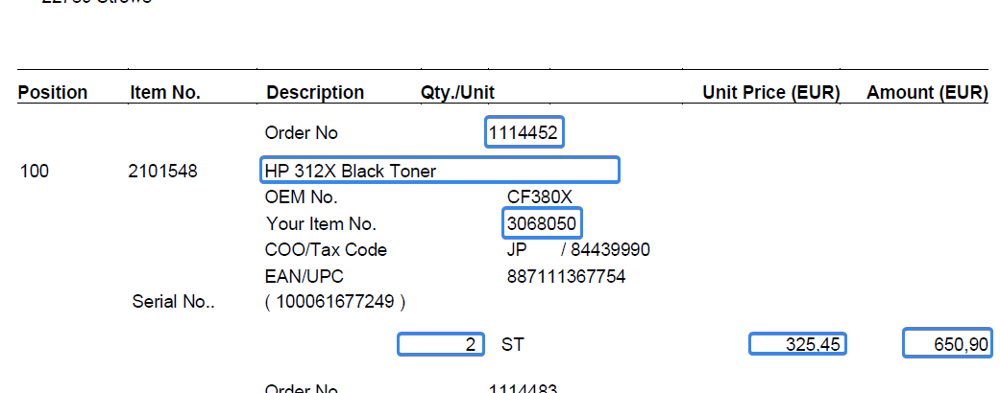 Position Item No. Description Qty./Unit Unit Price (EUR) Amount (EUR)
Order No 1114452
100 2101548 HP 312X Black Toner
OEM No. CF380X
Your Item No. 3068050
COO/Tax Code JP / 84439990
EAN/UPC 887111367754
Serial No.. ( 100061677249 )
2 ST 325,45 650,90
Order No 1114483